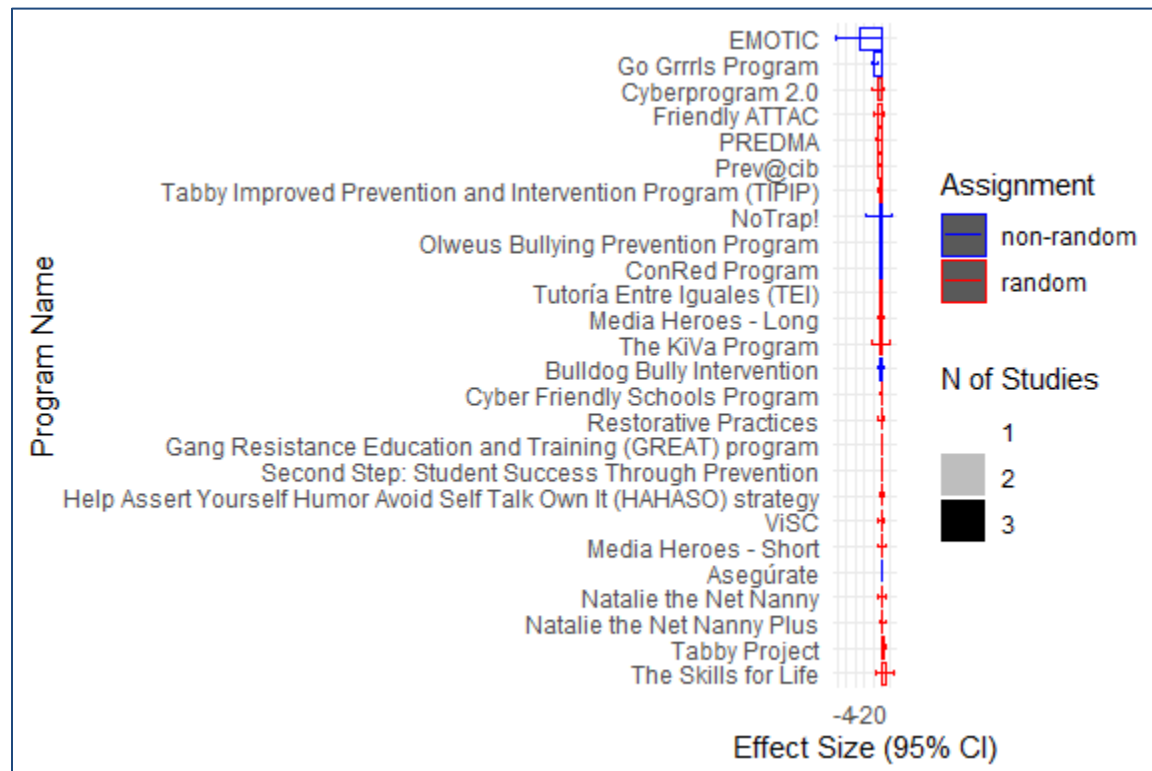 EMOTIC
Go Grrrls Program
Cyberprogram 2.0
Friendly ATTAC
PREDMA
Prev@cib
Tabby Improved Prevention and Intervention Program (TIPIP)
NoTrap!
Olweus Bullying Prevention Program
ConRed Program
Tutoría Entre Iguales (TEI)
Media Heroes - Long
The KiVa Program
Bulldog Bully Intervention
Cyber Friendly Schools Program
Restorative Practices
Gang Resistance Education and Training (GREAT) program
Second Step: Student Success Through Prevention
Help Assert Yourself Humor Avoid Self Talk Own It (HAHASO) strategy
ViSC
Media Heroes - Short
Asegúrate
Natalie the Net Nanny
Natalie the Net Nanny Plus
Tabby Project
The Skills for Life
Program Name
-4-20
Effect Size (95% CI)
Assignment
non-random
random
N of Studies
1
2
3